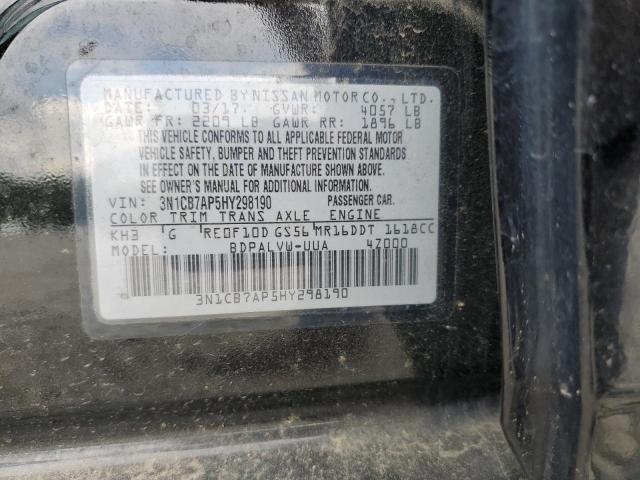 MANUFACTURED BY NISSAN MOTOR CO., LTD.
DATE: 03/17 GVWR: 4057 LB
GAWR FR: 2209 LB GAWR RR: 1896 LB
THIS VEHICLE CONFORMS TO ALL APPLICABLE FEDERAL MOTOR
VEHICLE SAFETY, BUMPER AND THEFT PREVENTION STANDARDS
IN EFFECT ON THE DATE OF MANUFACTURE SHOWN ABOVE.
SEE OWNER'S MANUAL FOR ADDITIONAL INFORMATION.
VIN: 3N1CB7AP5HY298190 PASSENGER CAR.
COLOR TRIM TRANS AXLE ENGINE
KH3 G RE0F10D GS56 MR16DDT 1618CC
MODEL: BDPALVW-UUA 4Z000
3N1CB7AP5HY298190